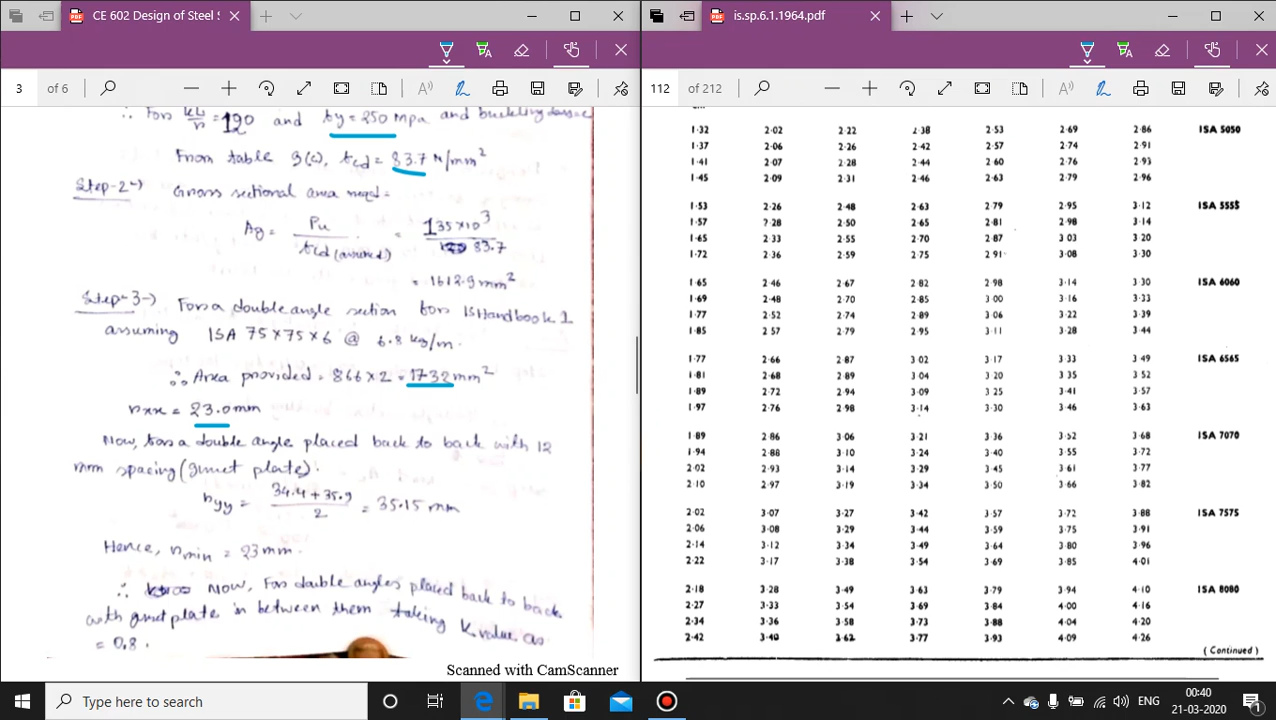 CE 602 Design of Steel S
is.sp.6.1.1964.pdf
3 of 6
112 of 212
∴ For KL/r = 120 and fy = 250 Mpa and buckling
From table 9(c), fcd = 83.7 N/mm²
Step-2→ Gross sectional area reqd.
Ag = Pu / fcd (assumed) = 135×10³ / 83.7
= 1612.9 mm²
Step-3→ For a double angle section from IS Handbook 1
assuming ISA 75×75×6 @ 6.8 kg/m.
∴ Area provided = 866×2 = 1732 mm²
rxx = 23.0mm
Now, for a double angle placed back to back with 12
mm spacing (gusset plate).
ryy = 34.4+35.9 / 2 = 35.15 mm
Hence, rmin = 23mm.
∴ Now, For double angles placed back to back
with gusset plate in between them taking K value as
= 0.8.
Scanned with CamScanner
cm
1·32 2·02 2·22 2·38 2·53 2·69 2·86 ISA 5050
1·37 2·06 2·26 2·42 2·57 2·74 2·91
1·41 2·07 2·28 2·44 2·60 2·76 2·93
1·45 2·09 2·31 2·46 2·63 2·79 2·96
1·53 2·26 2·48 2·63 2·79 2·95 3·12 ISA 5555
1·57 2·28 2·50 2·65 2·81 2·98 3·14
1·65 2·33 2·55 2·70 2·87 3·03 3·20
1·72 2·36 2·59 2·75 2·91 3·08 3·30
1·65 2·46 2·67 2·82 2·98 3·14 3·30 ISA 6060
1·69 2·48 2·70 2·85 3·00 3·16 3·33
1·77 2·52 2·74 2·89 3·06 3·22 3·39
1·85 2·57 2·79 2·95 3·11 3·28 3·44
1·77 2·66 2·87 3·02 3·17 3·33 3·49 ISA 6565
1·81 2·68 2·89 3·04 3·20 3·35 3·52
1·89 2·72 2·94 3·09 3·25 3·41 3·57
1·97 2·76 2·98 3·14 3·30 3·46 3·63
1·89 2·86 3·06 3·21 3·36 3·52 3·68 ISA 7070
1·94 2·88 3·10 3·24 3·40 3·55 3·72
2·02 2·93 3·14 3·29 3·45 3·61 3·77
2·10 2·97 3·19 3·34 3·50 3·66 3·82
2·02 3·07 3·27 3·42 3·57 3·72 3·88 ISA 7575
2·06 3·08 3·29 3·44 3·59 3·75 3·91
2·14 3·12 3·34 3·49 3·64 3·80 3·96
2·22 3·17 3·38 3·54 3·69 3·85 4·01
2·18 3·28 3·49 3·63 3·79 3·94 4·10 ISA 8080
2·27 3·33 3·54 3·69 3·84 4·00 4·16
2·34 3·36 3·58 3·73 3·88 4·04 4·20
2·42 3·40 3·62 3·77 3·93 4·09 4·26
( Continued )
Type here to search
ENG
00:40
21-03-2020
1